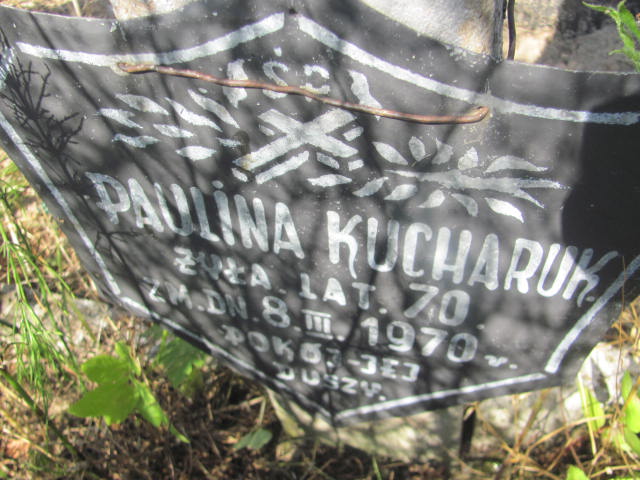 Ś.P.
PAULINA KUCHARUK.
ŻYŁA. LAT. 70.
ZM. DN. 8. III. 1970 r.
POKÓJ-JEJ
DUSZY.